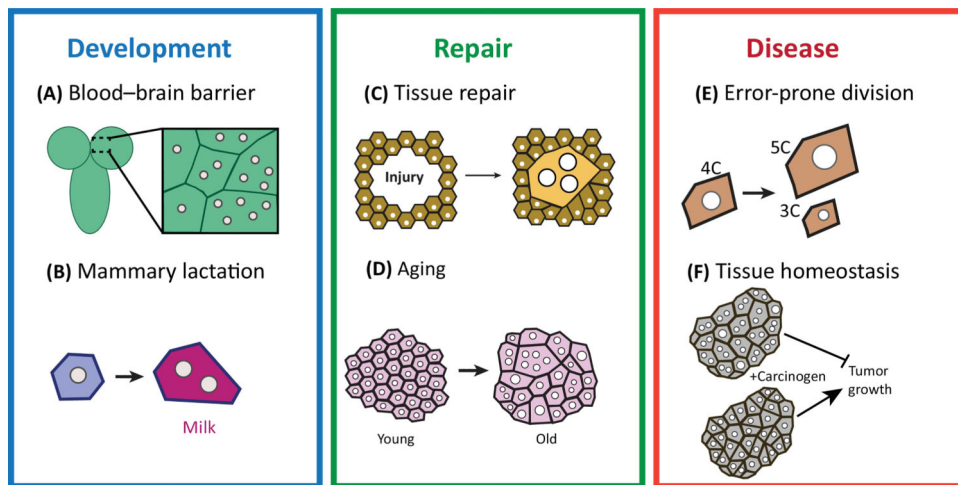 Development
(A) Blood–brain barrier
(B) Mammary lactation
Milk
Repair
(C) Tissue repair
Injury
(D) Aging
Young
Old
Disease
(E) Error-prone division
4C
5C
3C
(F) Tissue homeostasis
+Carcinogen
Tumor
growth